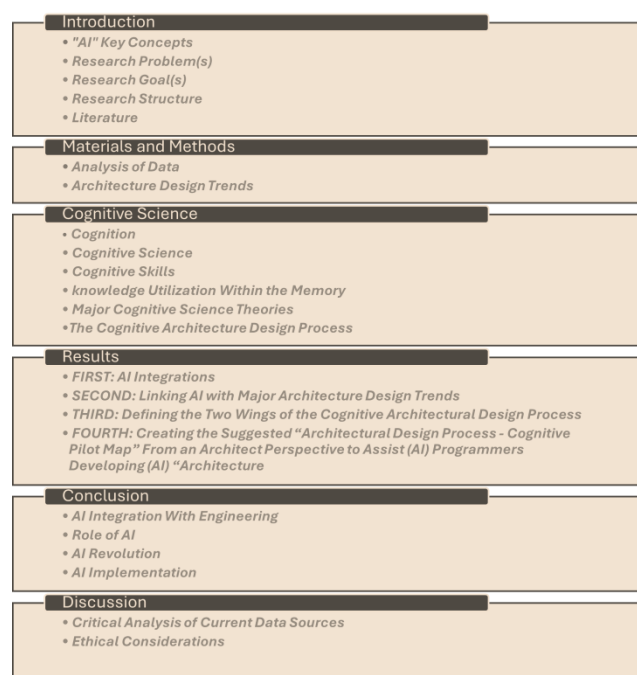 Introduction
• "AI" Key Concepts
• Research Problem(s)
• Research Goal(s)
• Research Structure
• Literature
Materials and Methods
• Analysis of Data
• Architecture Design Trends
Cognitive Science
• Cognition
• Cognitive Science
• Cognitive Skills
• knowledge Utilization Within the Memory
• Major Cognitive Science Theories
•The Cognitive Architecture Design Process
Results
• FIRST: AI Integrations
• SECOND: Linking AI with Major Architecture Design Trends
• THIRD: Defining the Two Wings of the Cognitive Architectural Design Process
• FOURTH: Creating the Suggested “Architectural Design Process - Cognitive
Pilot Map” From an Architect Perspective to Assist (AI) Programmers
Developing (AI) “Architecture
Conclusion
• AI Integration With Engineering
• Role of AI
• AI Revolution
• AI Implementation
Discussion
• Critical Analysis of Current Data Sources
• Ethical Considerations